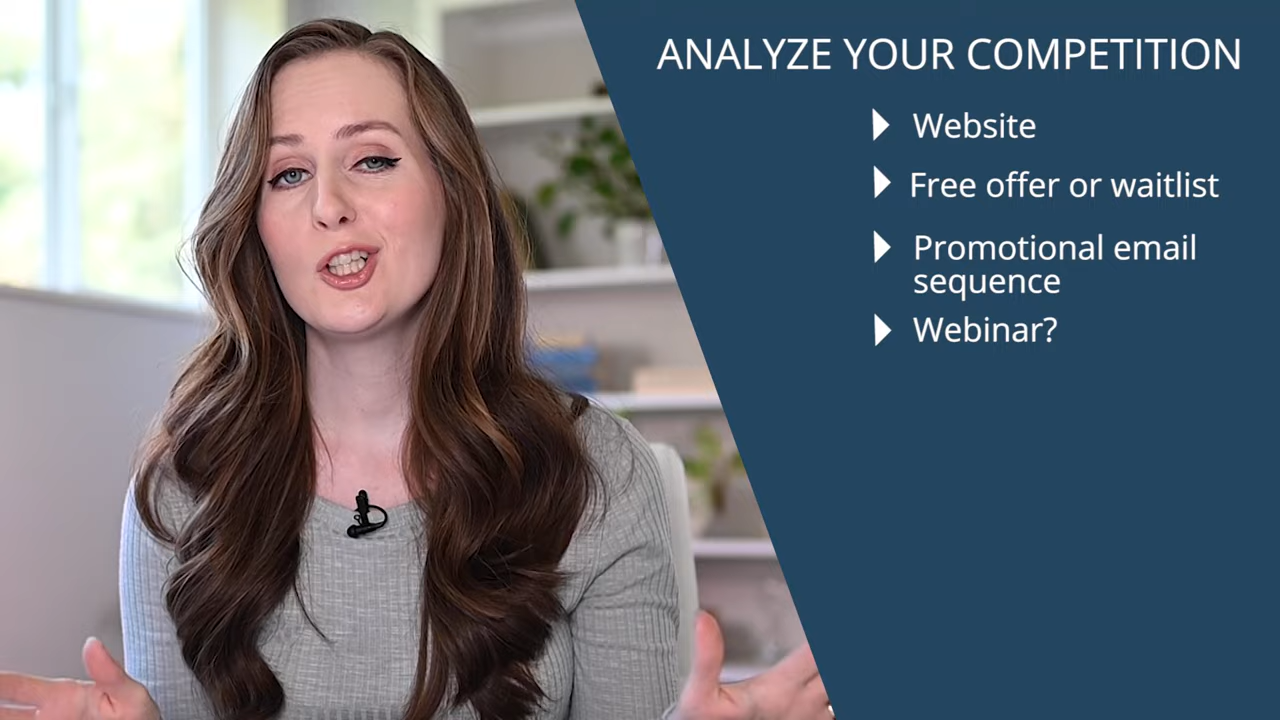 ANALYZE YOUR COMPETITION
Website
Free offer or waitlist
Promotional email
sequence
Webinar?